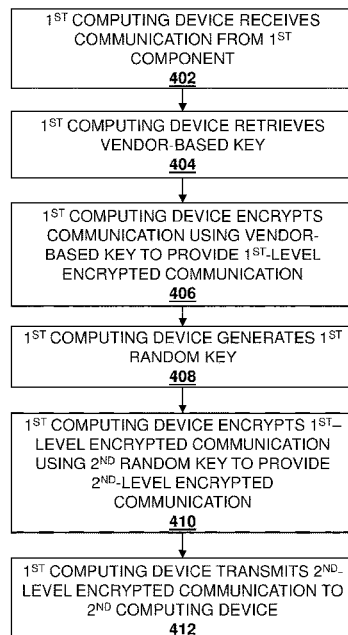 1ST COMPUTING DEVICE RECEIVES
COMMUNICATION FROM 1ST
COMPONENT
402
1ST COMPUTING DEVICE RETRIEVES
VENDOR-BASED KEY
404
1ST COMPUTING DEVICE ENCRYPTS
COMMUNICATION USING VENDOR-
BASED KEY TO PROVIDE 1ST-LEVEL
ENCRYPTED COMMUNICATION
406
1ST COMPUTING DEVICE GENERATES 1ST
RANDOM KEY
408
1ST COMPUTING DEVICE ENCRYPTS 1ST–
LEVEL ENCRYPTED COMMUNICATION
USING 2ND RANDOM KEY TO PROVIDE
2ND-LEVEL ENCRYPTED
COMMUNICATION
410
1ST COMPUTING DEVICE TRANSMITS 2ND-
LEVEL ENCRYPTED COMMUNICATION TO
2ND COMPUTING DEVICE
412